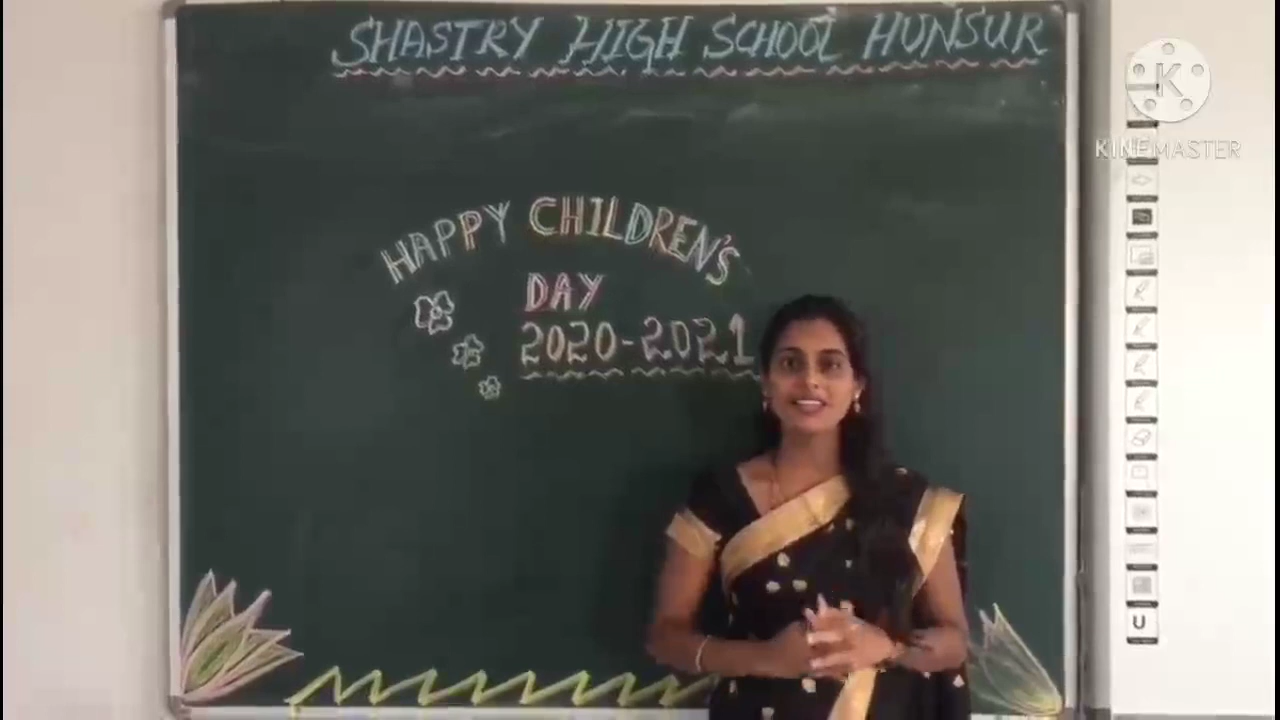 SHASTRY HIGH SCHOOL HUNSUR
K
KINEMASTER
HAPPY CHILDREN'S
DAY
2020-2021
U